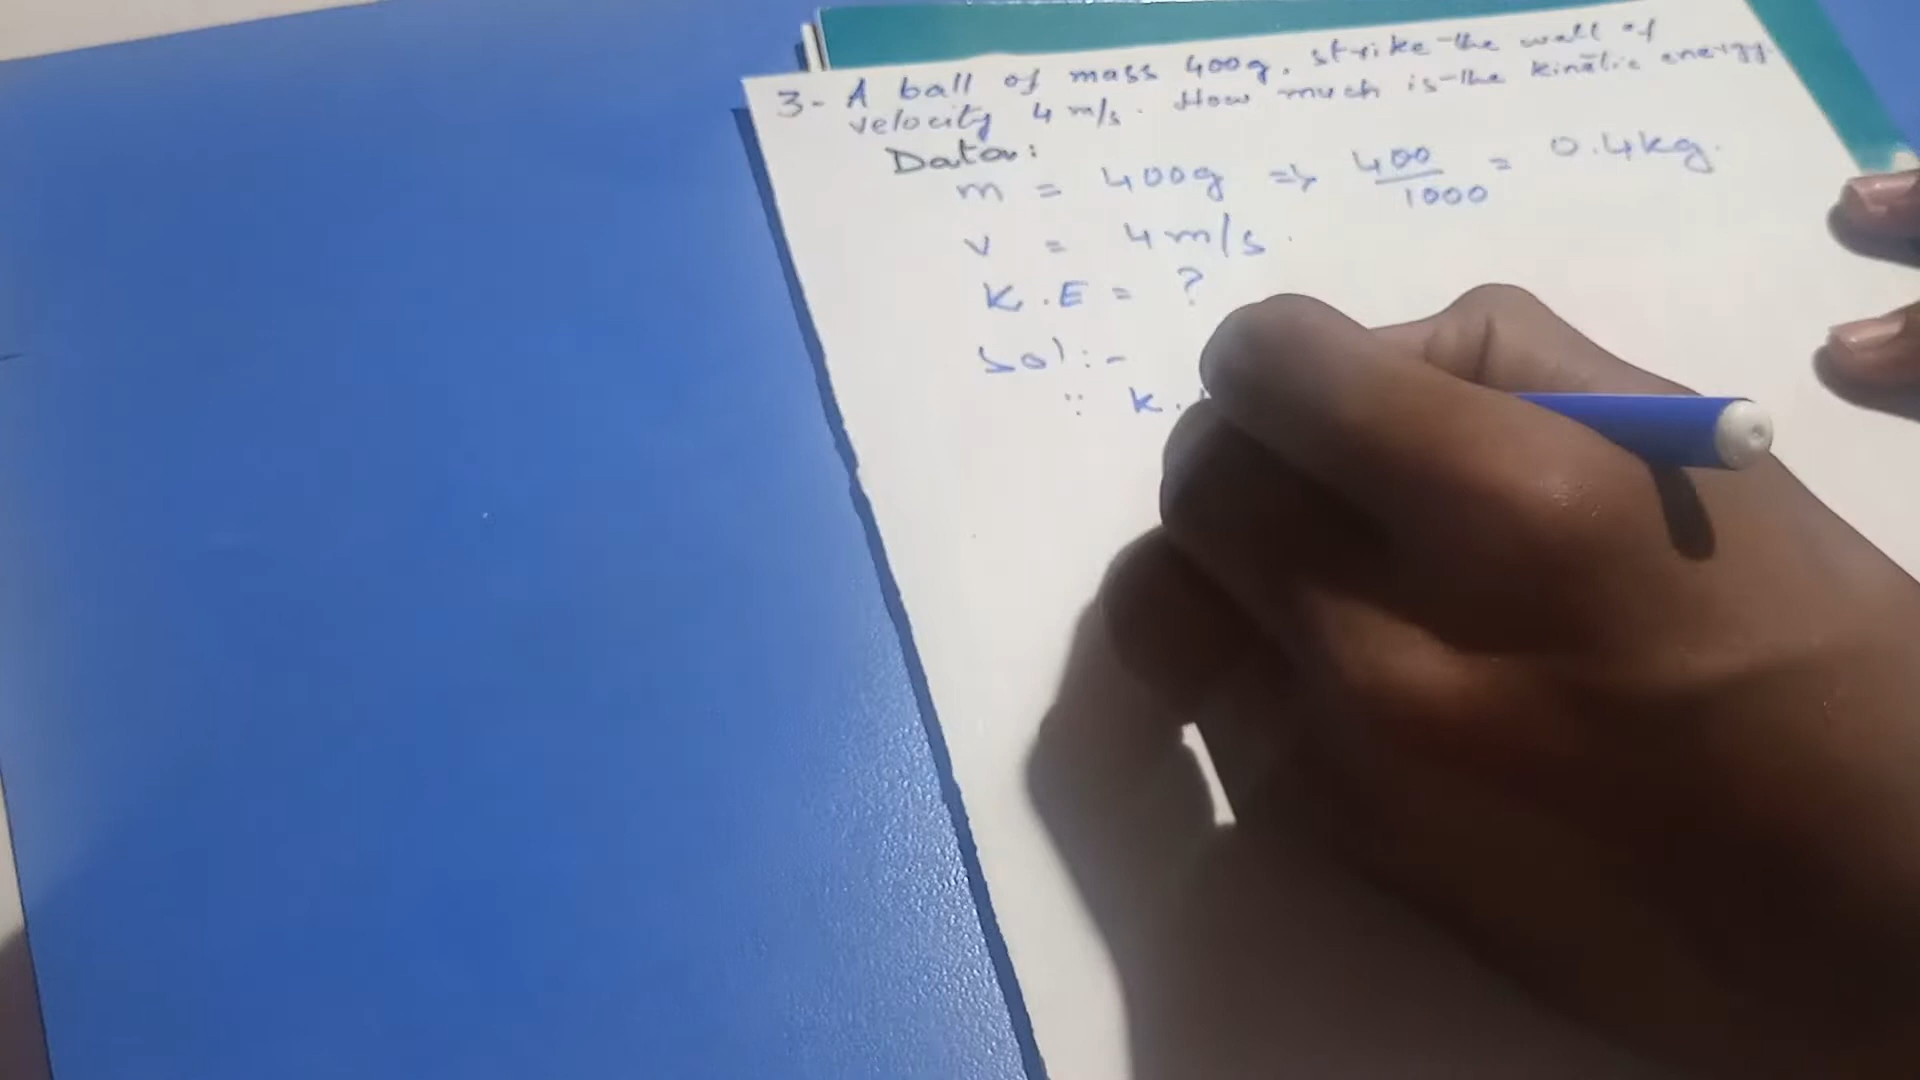 3- A ball of mass 400g, strike the wall of
velocity 4 m/s. How much is the kinetic energy
Data:
m = 400g => 400/1000 = 0.4kg.
v = 4m/s.
K.E = ?
Sol:-
∵ K.